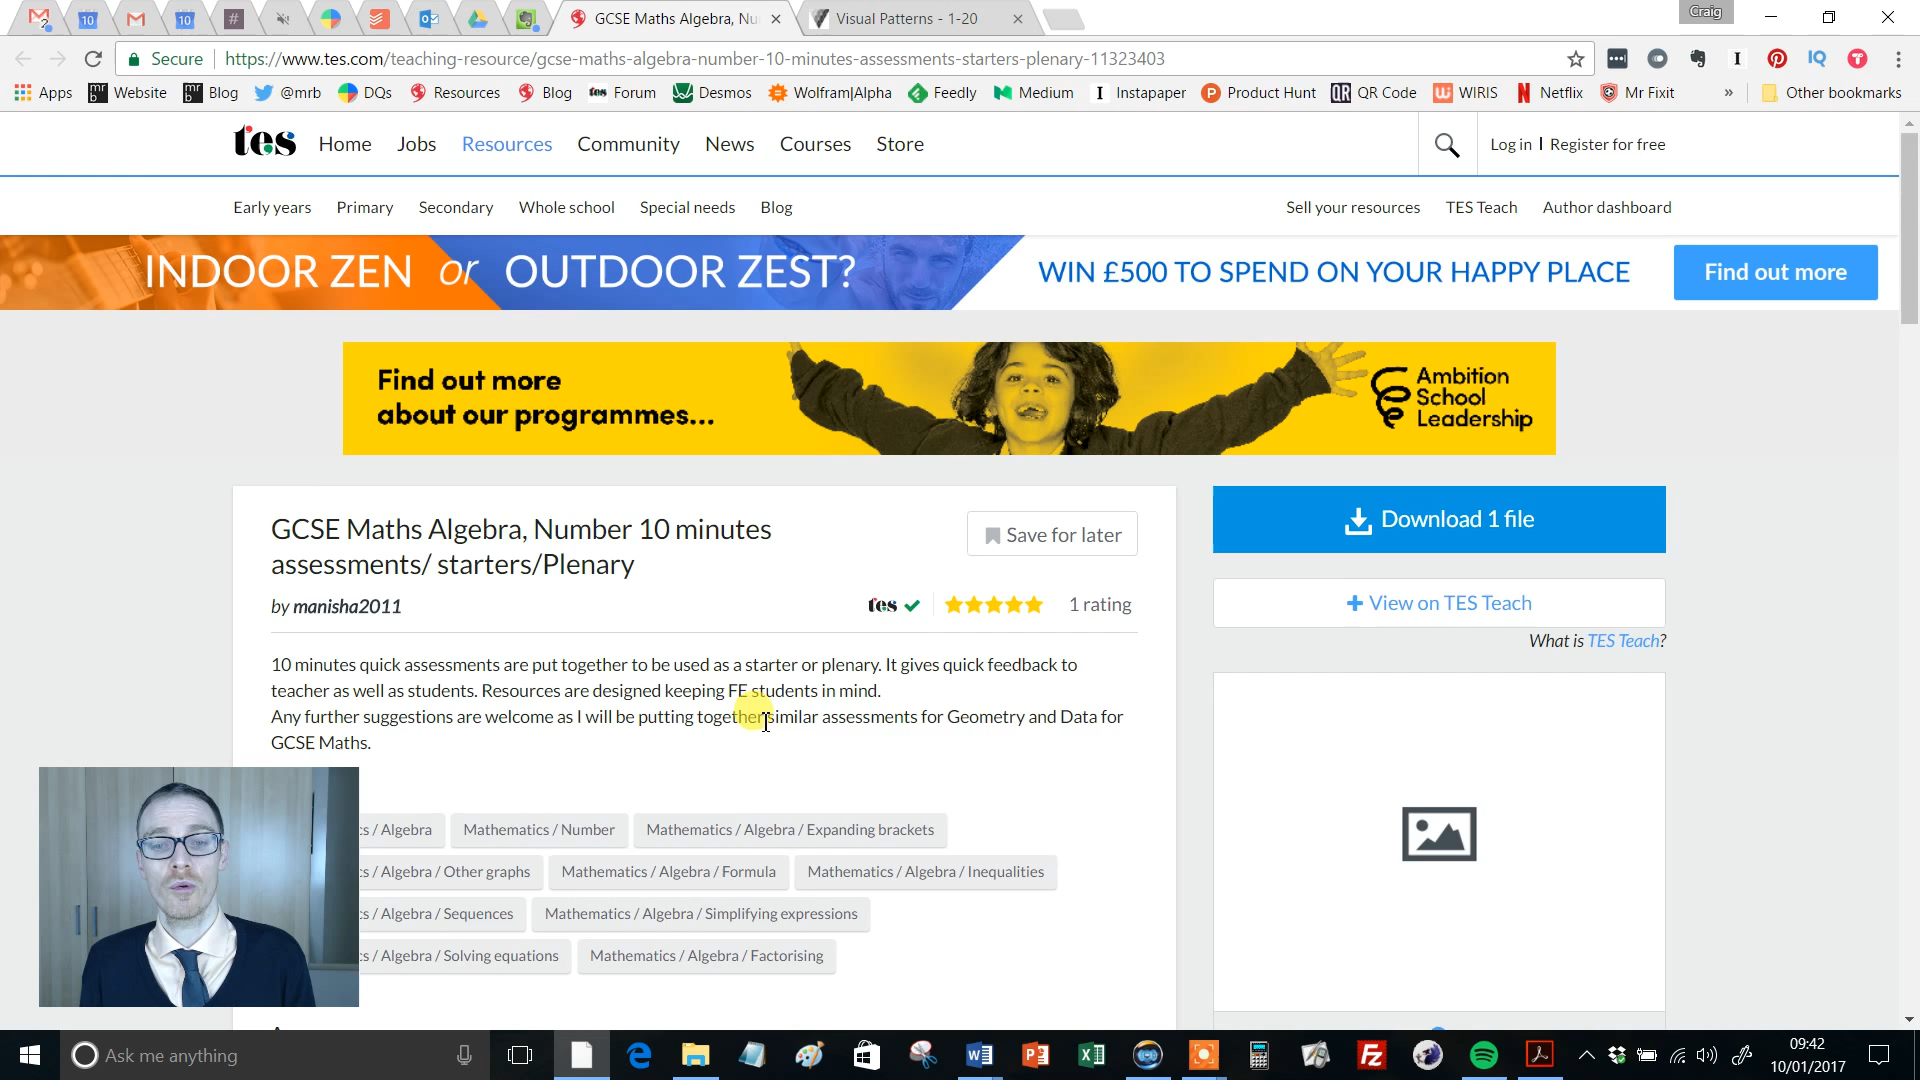 GCSE Maths Algebra, Nu
Visual Patterns - 1-20
Craig
Secure
https://www.tes.com/teaching-resource/gcse-maths-algebra-number-10-minutes-assessments-starters-plenary-11323403
Apps
Website
Blog
@mrb
DQs
Resources
Blog
Forum
Desmos
Wolfram|Alpha
Feedly
Medium
Instapaper
Product Hunt
QR Code
WIRIS
Netflix
Mr Fixit
»
Other bookmarks
tes
Home
Jobs
Resources
Community
News
Courses
Store
Log in | Register for free
Early years
Primary
Secondary
Whole school
Special needs
Blog
Sell your resources
TES Teach
Author dashboard
INDOOR ZEN or OUTDOOR ZEST?
WIN £500 TO SPEND ON YOUR HAPPY PLACE
Find out more
Find out more
about our programmes...
Ambition
School
Leadership
GCSE Maths Algebra, Number 10 minutes
assessments/ starters/Plenary
Save for later
by manisha2011
tes
1 rating
10 minutes quick assessments are put together to be used as a starter or plenary. It gives quick feedback to
teacher as well as students. Resources are designed keeping FE students in mind.
Any further suggestions are welcome as I will be putting together similar assessments for Geometry and Data for
GCSE Maths.
cs / Algebra
Mathematics / Number
Mathematics / Algebra / Expanding brackets
cs / Algebra / Other graphs
Mathematics / Algebra / Formula
Mathematics / Algebra / Inequalities
cs / Algebra / Sequences
Mathematics / Algebra / Simplifying expressions
cs / Algebra / Solving equations
Mathematics / Algebra / Factorising
Download 1 file
+ View on TES Teach
What is TES Teach?
Ask me anything
09:42
10/01/2017